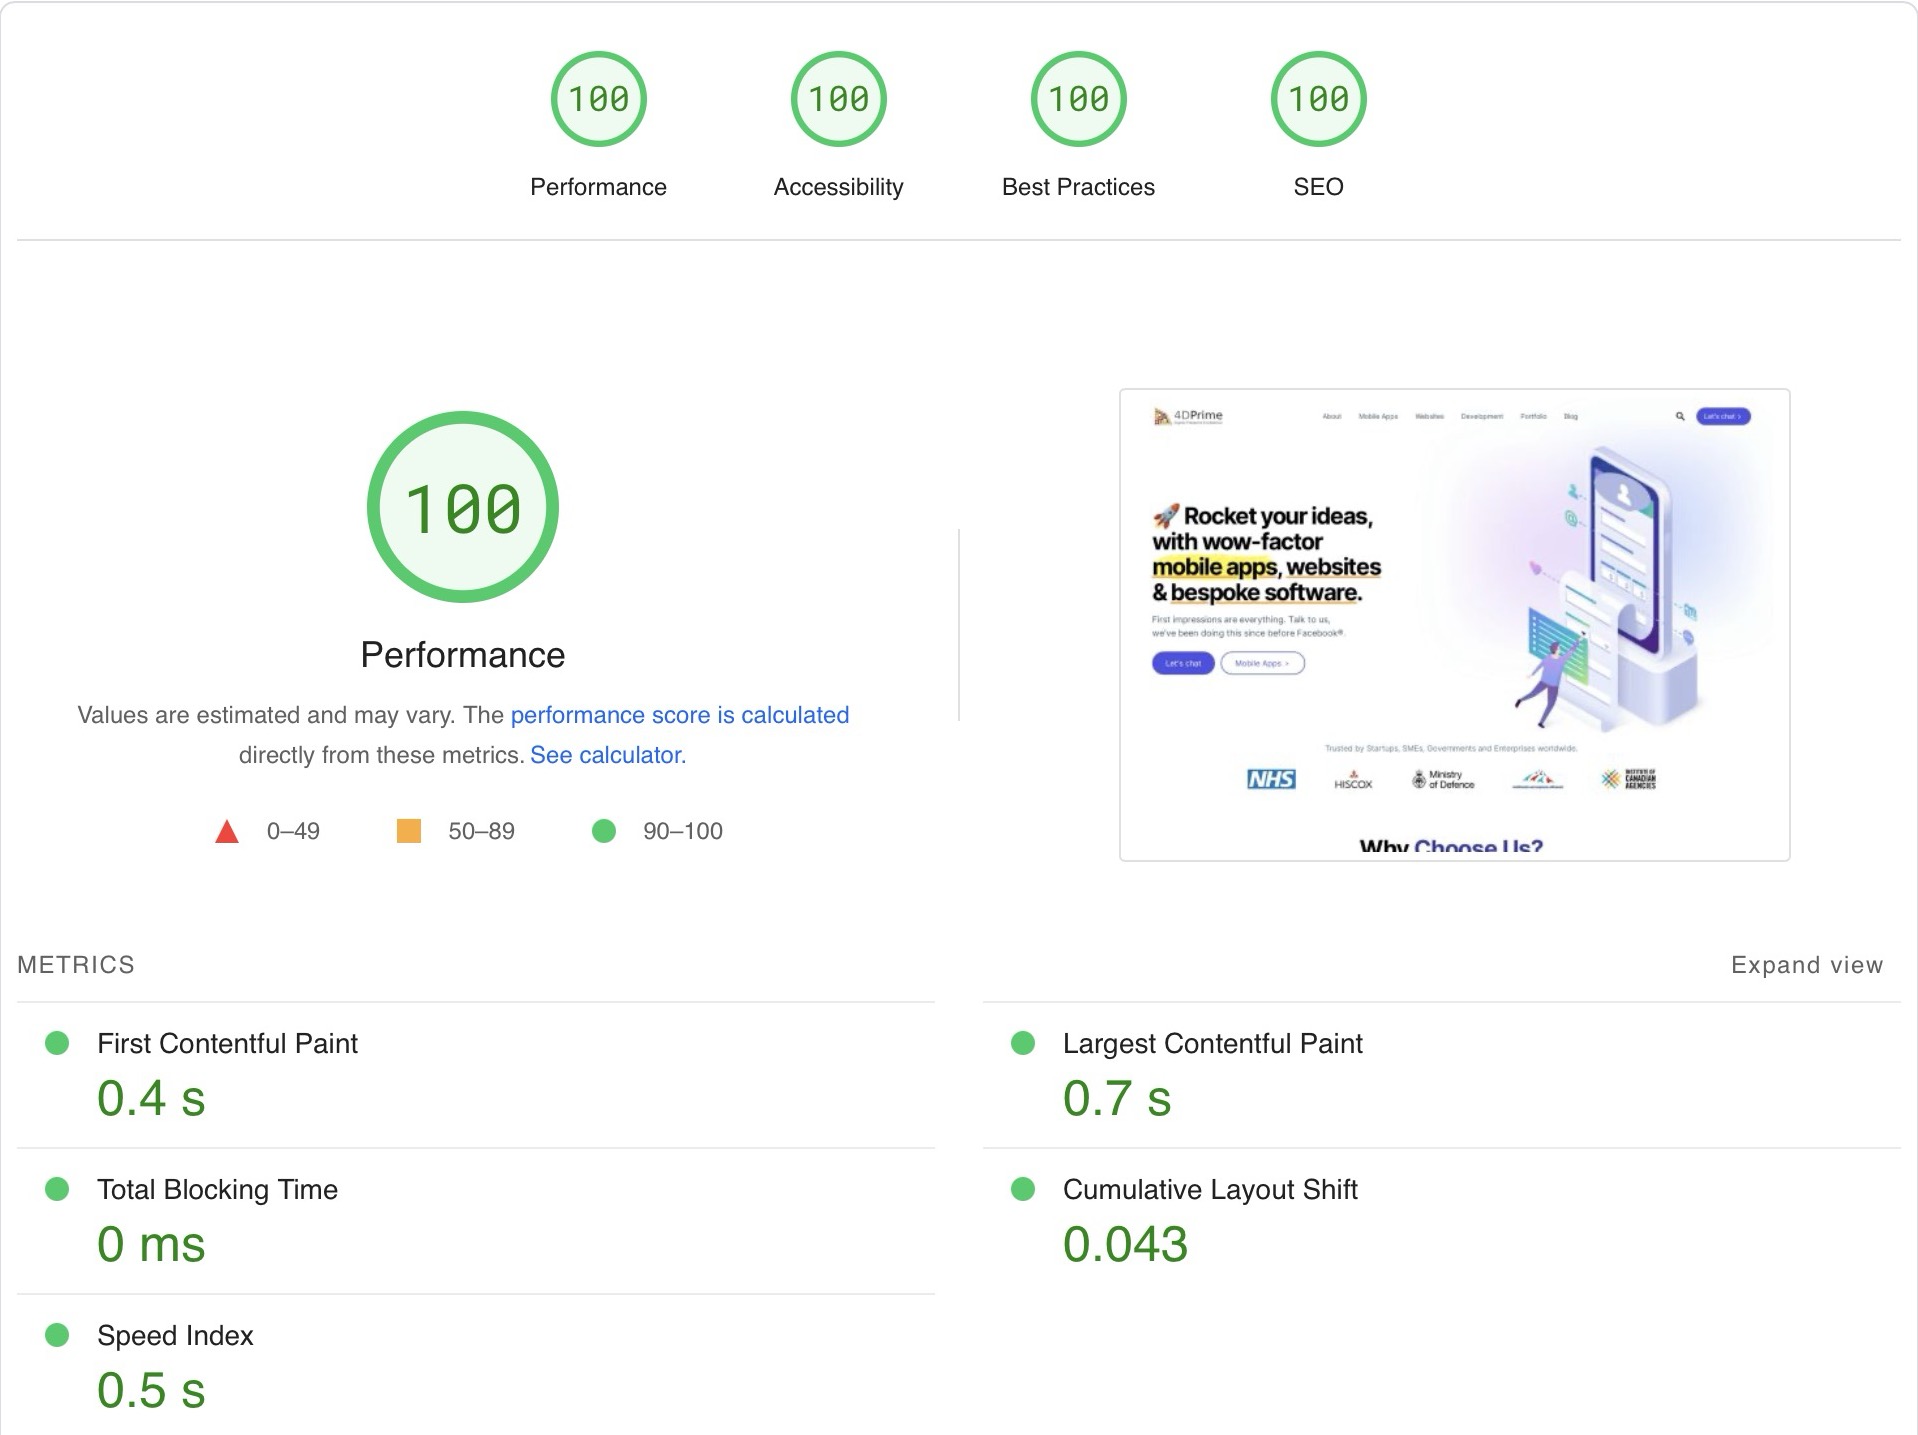 100
100
100
100
Performance
Accessibility
Best Practices
SEO
100
Performance
Values are estimated and may vary. The performance score is calculated
directly from these metrics. See calculator.
0–49
50–89
90–100
4DPrime
About
Mobile Apps
Websites
Development
Portfolio
Blog
Let's chat >
🚀 Rocket your ideas,
with wow-factor
mobile apps, websites
& bespoke software.
First impressions are everything. Talk to us,
we've been doing this since before Facebook®.
Let's chat
Mobile Apps >
Trusted by Startups, SMEs, Governments and Enterprises worldwide.
NHS
HISCOX
Ministry
of Defence
INSTITUTE OF
CANADIAN
AGENCIES
Why Choose Us?
METRICS
Expand view
First Contentful Paint
0.4 s
Largest Contentful Paint
0.7 s
Total Blocking Time
0 ms
Cumulative Layout Shift
0.043
Speed Index
0.5 s